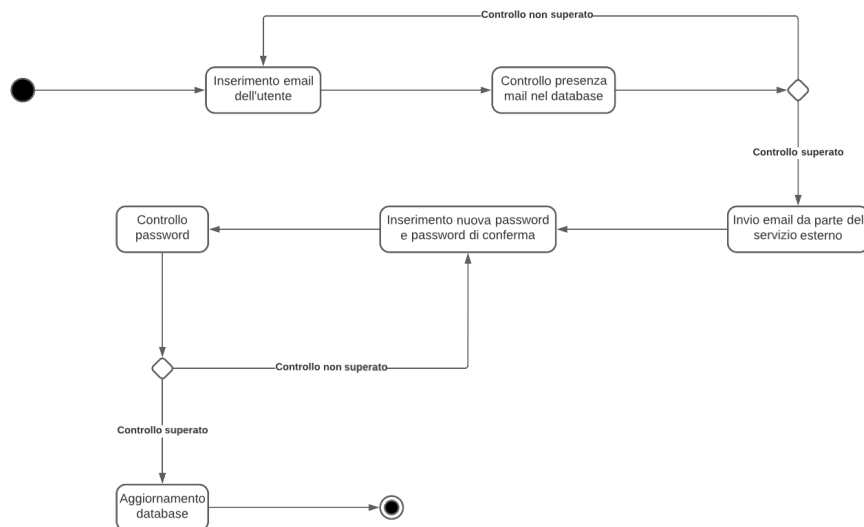 Controllo non superato
Inserimento email
dell'utente
Controllo presenza
mail nel database
Controllo superato
Controllo
password
Inserimento nuova password
e password di conferma
Invio email da parte del
servizio esterno
Controllo non superato
Controllo superato
Aggiornamento
database